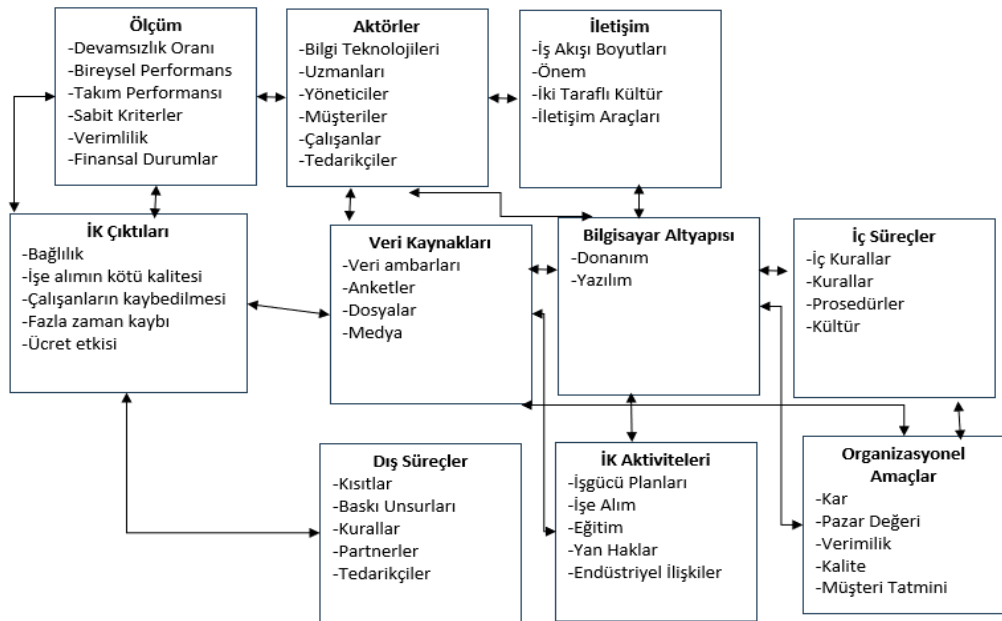 Ölçüm
-Devamsızlık Oranı
-Bireysel Performans
-Takım Performansı
-Sabit Kriterler
-Verimlilik
-Finansal Durumlar
Aktörler
-Bilgi Teknolojileri
-Uzmanları
-Yöneticiler
-Müşteriler
-Çalışanlar
-Tedarikçiler
İletişim
-İş Akışı Boyutları
-Önem
-İki Taraflı Kültür
-İletişim Araçları
İK Çıktıları
-Bağlılık
-İşe alımın kötü kalitesi
-Çalışanların kaybedilmesi
-Fazla zaman kaybı
-Ücret etkisi
Veri Kaynakları
-Veri ambarları
-Anketler
-Dosyalar
-Medya
Bilgisayar Altyapısı
-Donanım
-Yazılım
İç Süreçler
-İç Kurallar
-Kurallar
-Prosedürler
-Kültür
Dış Süreçler
-Kısıtlar
-Baskı Unsurları
-Kurallar
-Partnerler
-Tedarikçiler
İK Aktiviteleri
-İşgücü Planları
-İşe Alım
-Eğitim
-Yan Haklar
-Endüstriyel İlişkiler
Organizasyonel
Amaçlar
-Kar
-Pazar Değeri
-Verimilik
-Kalite
-Müşteri Tatmini